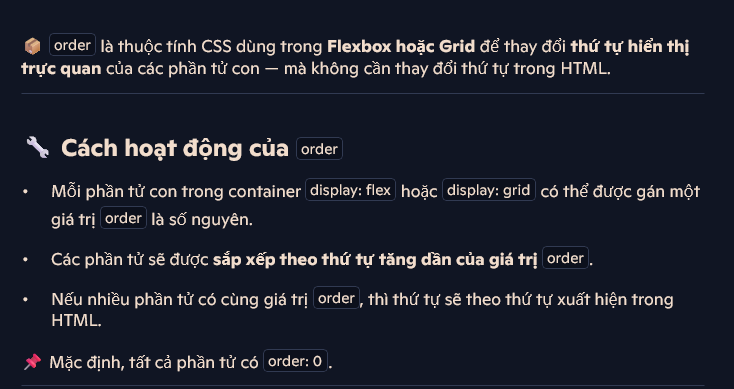 📦 order là thuộc tính CSS dùng trong Flexbox hoặc Grid để thay đổi thứ tự hiển thị
trực quan của các phần tử con — mà không cần thay đổi thứ tự trong HTML.
🔧 Cách hoạt động của order
• Mỗi phần tử con trong container display: flex hoặc display: grid có thể được gán một
giá trị order là số nguyên.
• Các phần tử sẽ được sắp xếp theo thứ tự tăng dần của giá trị order.
• Nếu nhiều phần tử có cùng giá trị order, thì thứ tự sẽ theo thứ tự xuất hiện trong
HTML.
📌 Mặc định, tất cả phần tử có order: 0.